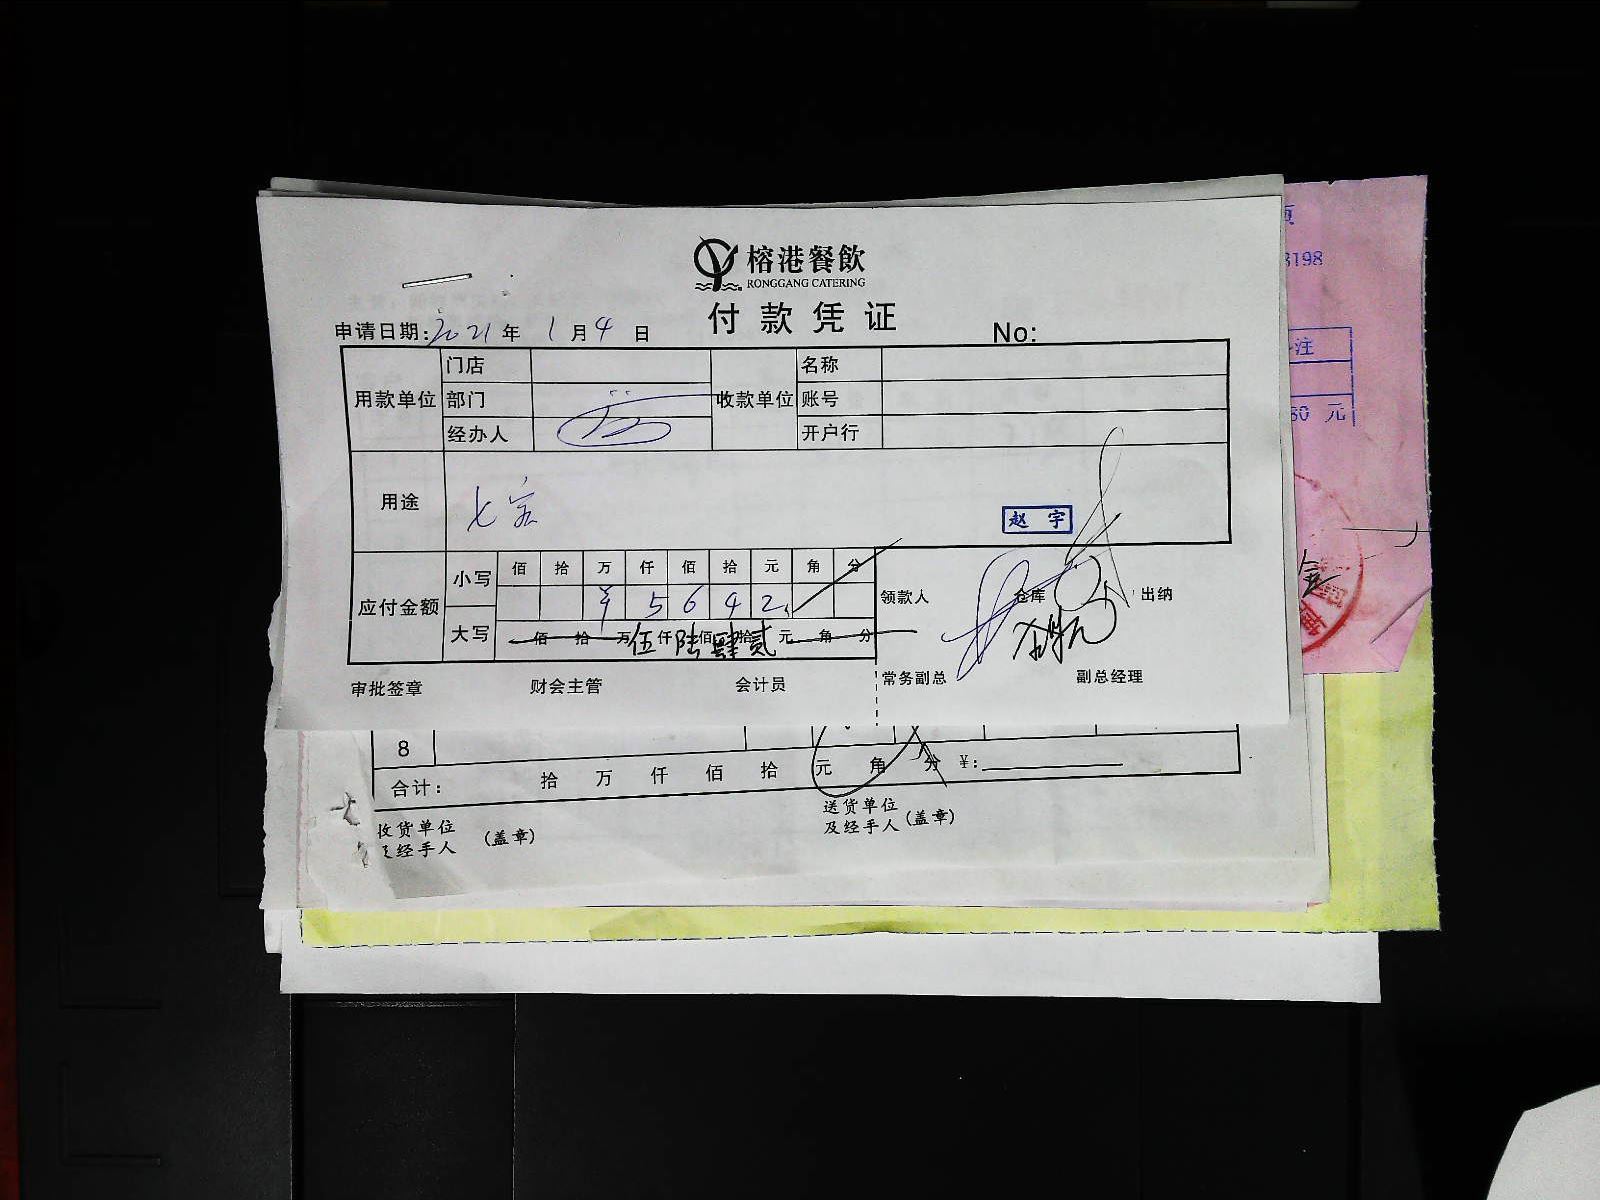 榕港餐飲
RONGGANG CATERING
付款凭证
申请日期:2021年1月4日 No:
用款单位 门店 收款单位 名称
部门 账号
经办人 开户行
用途 七宝
赵宇
应付金额 小写 佰 拾 万 仟 佰 拾 元 角 分
¥ 5 6 4 2
领款人 仓库 出纳
大写 佰 拾 万伍仟陆佰肆拾贰元 角 分
审批签章 财会主管 会计员 常务副总 副总经理
8
合计: 拾 万 仟 佰 拾 元 角 分 ¥:
收货单位 (盖章) 送货单位 (盖章)
及经手人 及经手人
3198
注
80 元